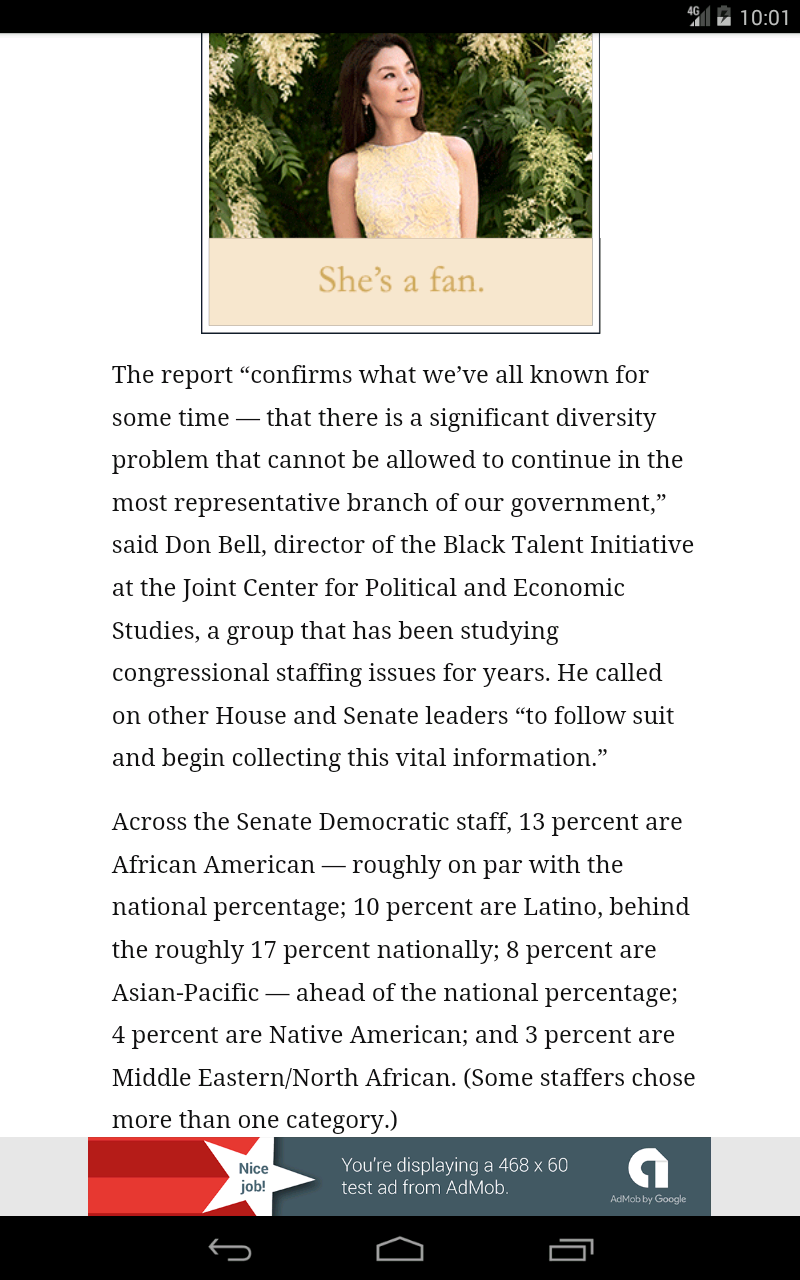 4G 10:01
She’s a fan.
The report “confirms what we’ve all known for
some time — that there is a significant diversity
problem that cannot be allowed to continue in the
most representative branch of our government,”
said Don Bell, director of the Black Talent Initiative
at the Joint Center for Political and Economic
Studies, a group that has been studying
congressional staffing issues for years. He called
on other House and Senate leaders “to follow suit
and begin collecting this vital information.”
Across the Senate Democratic staff, 13 percent are
African American — roughly on par with the
national percentage; 10 percent are Latino, behind
the roughly 17 percent nationally; 8 percent are
Asian-Pacific — ahead of the national percentage;
4 percent are Native American; and 3 percent are
Middle Eastern/North African. (Some staffers chose
more than one category.)
Nice
job!
You’re displaying a 468 x 60
test ad from AdMob.
AdMob by Google